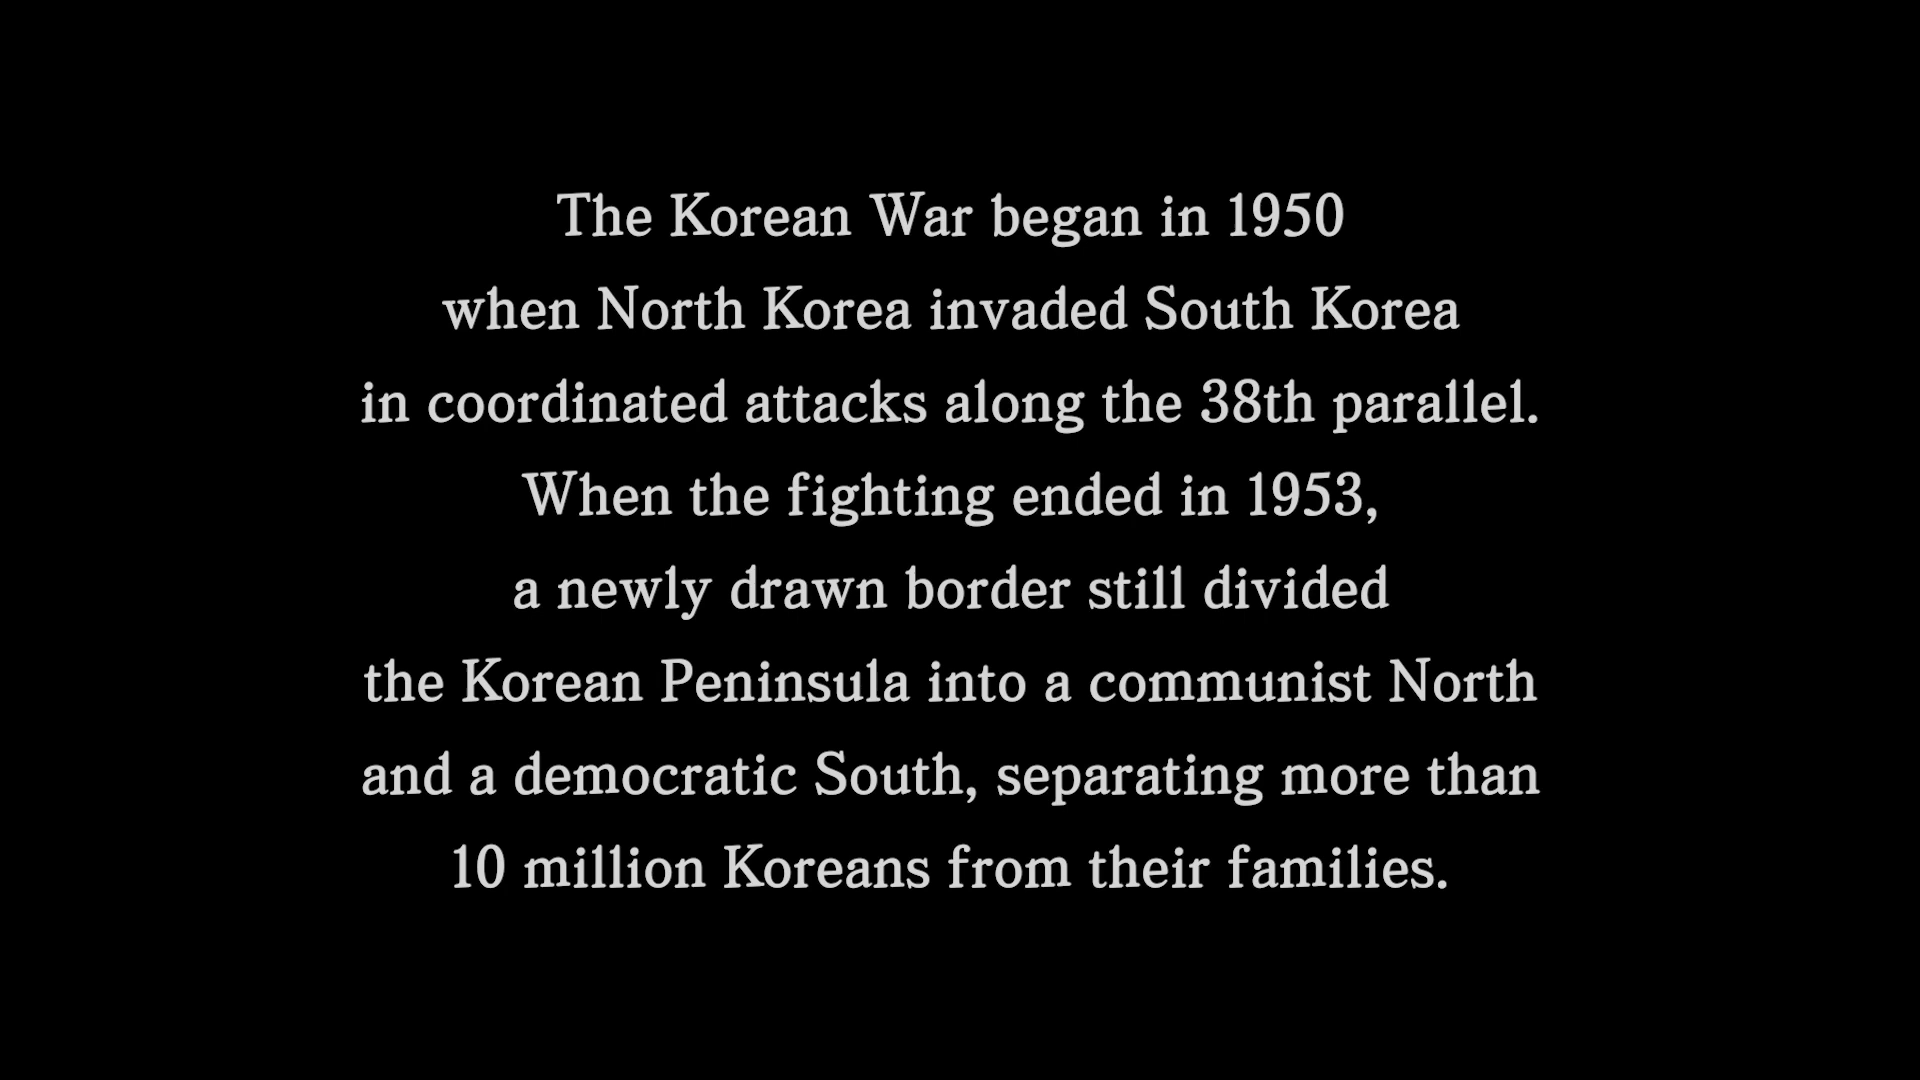 The Korean War began in 1950
when North Korea invaded South Korea
in coordinated attacks along the 38th parallel.
When the fighting ended in 1953,
a newly drawn border still divided
the Korean Peninsula into a communist North
and a democratic South, separating more than
10 million Koreans from their families.